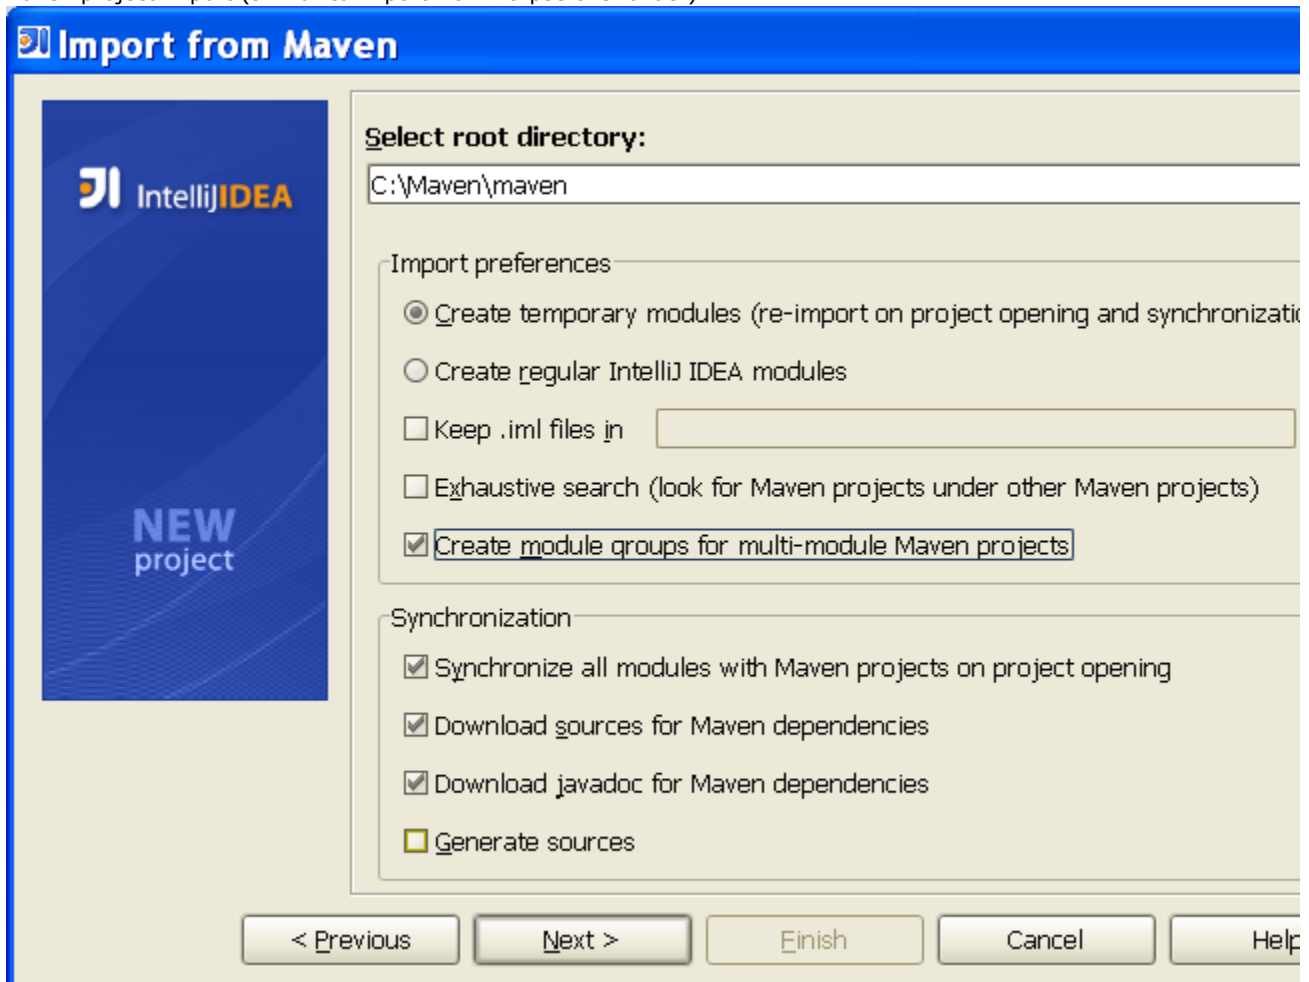 Import from Maven
IntelliJIDEA
NEW
project
Select root directory:
C:\Maven\maven
Import preferences
Create temporary modules (re-import on project opening and synchronizatio
Create regular IntelliJ IDEA modules
Keep .iml files in
Exhaustive search (look for Maven projects under other Maven projects)
Create module groups for multi-module Maven projects
Synchronization
Synchronize all modules with Maven projects on project opening
Download sources for Maven dependencies
Download javadoc for Maven dependencies
Generate sources
< Previous
Next >
Finish
Cancel
Help